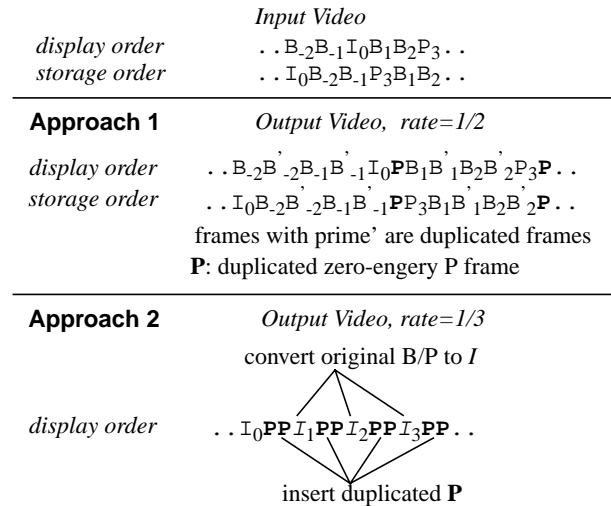 Input Video
display order ..B-2B-1I0B1B2P3..
storage order ..I0B-2B-1P3B1B2..
Approach 1 Output Video, rate=1/2
display order ..B-2B'-2B-1B'-1I0PB1B'1B2B'2P3P..
storage order ..I0B-2B'-2B-1B'-1PP3B1B'1B2B'2P..
frames with prime' are duplicated frames
P: duplicated zero-engery P frame
Approach 2 Output Video, rate=1/3
convert original B/P to I
display order ..I0PPI1PPI2PPI3PP..
insert duplicated P